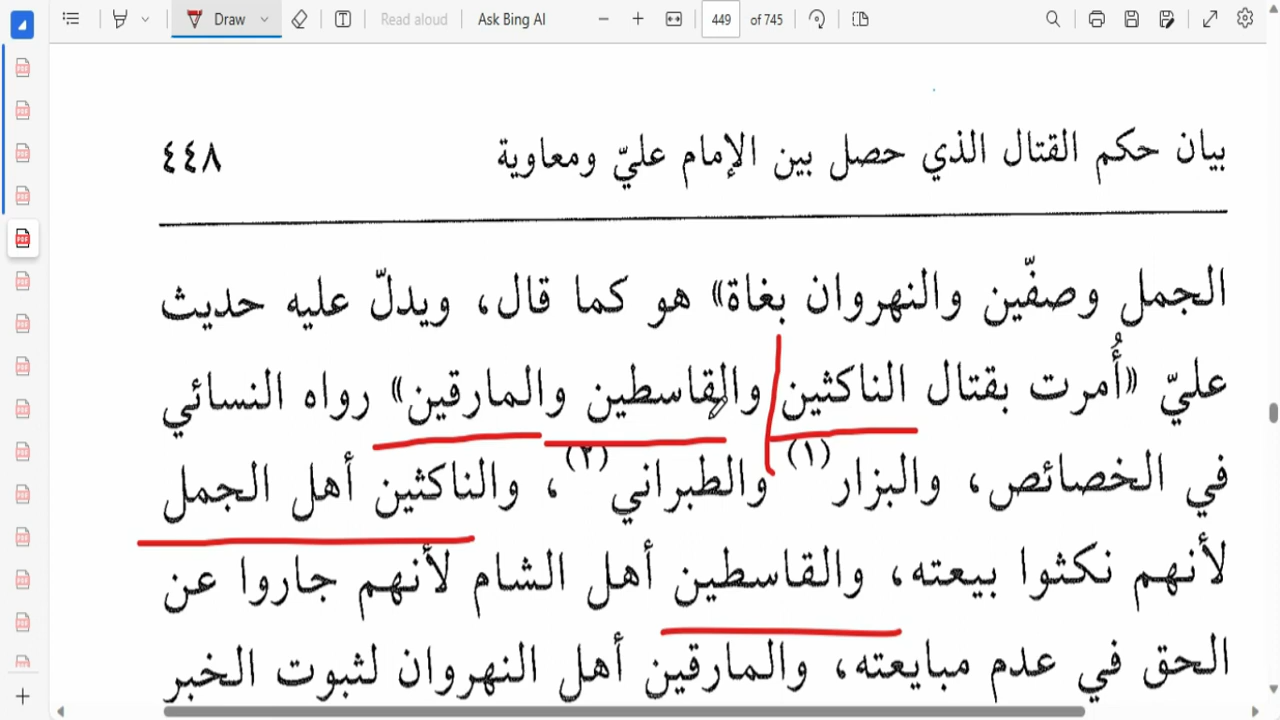 Draw
Read aloud
Ask Bing AI
449 of 745
بيان حكم القتال الذي حصل بين الإمام عليّ ومعاوية ٤٤٨
الجمل وصفّين والنهروان بغاة» هو كما قال، ويدلّ عليه حديث
عليّ «أُمرت بقتال الناكثين والقاسطين والمارقين» رواه النسائي
في الخصائص، والبزار(١) والطبراني(٢)، والناكثين أهل الجمل
لأنهم نكثوا بيعته، والقاسطين أهل الشام لأنهم جاروا عن
الحق في عدم مبايعته، والمارقين أهل النهروان لثبوت الخبر